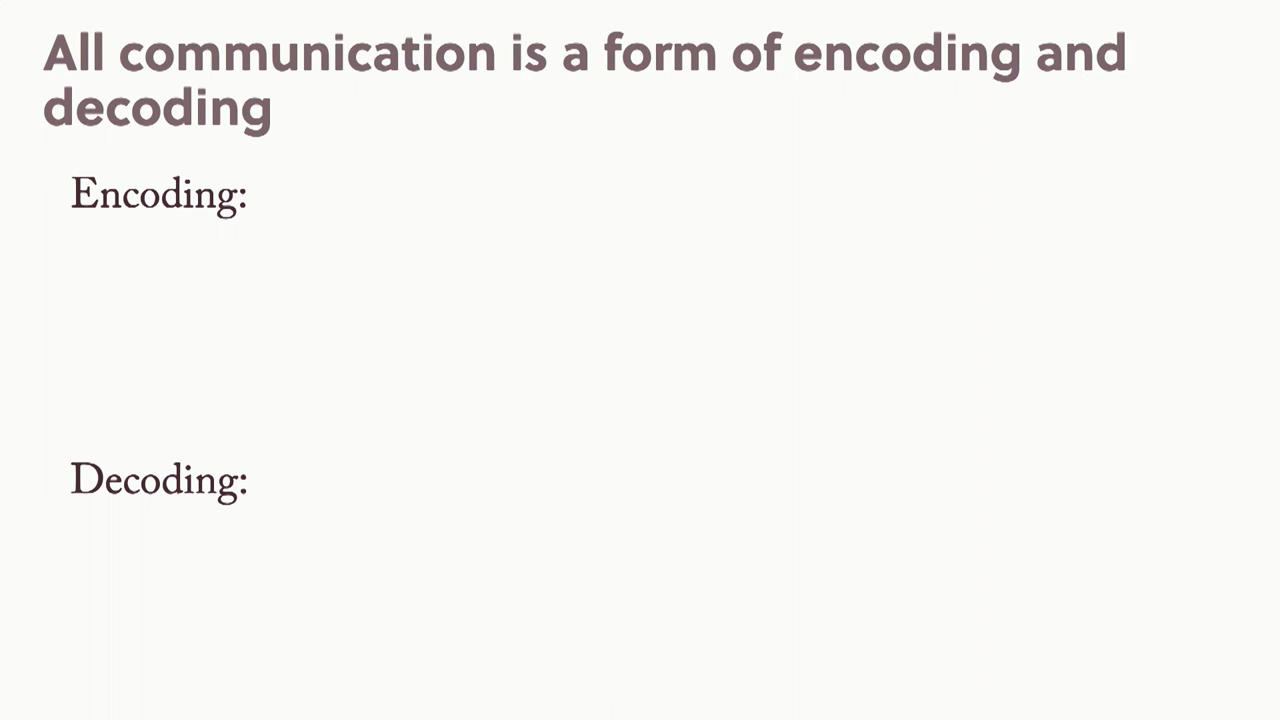 All communication is a form of encoding and
decoding
Encoding:
Decoding: